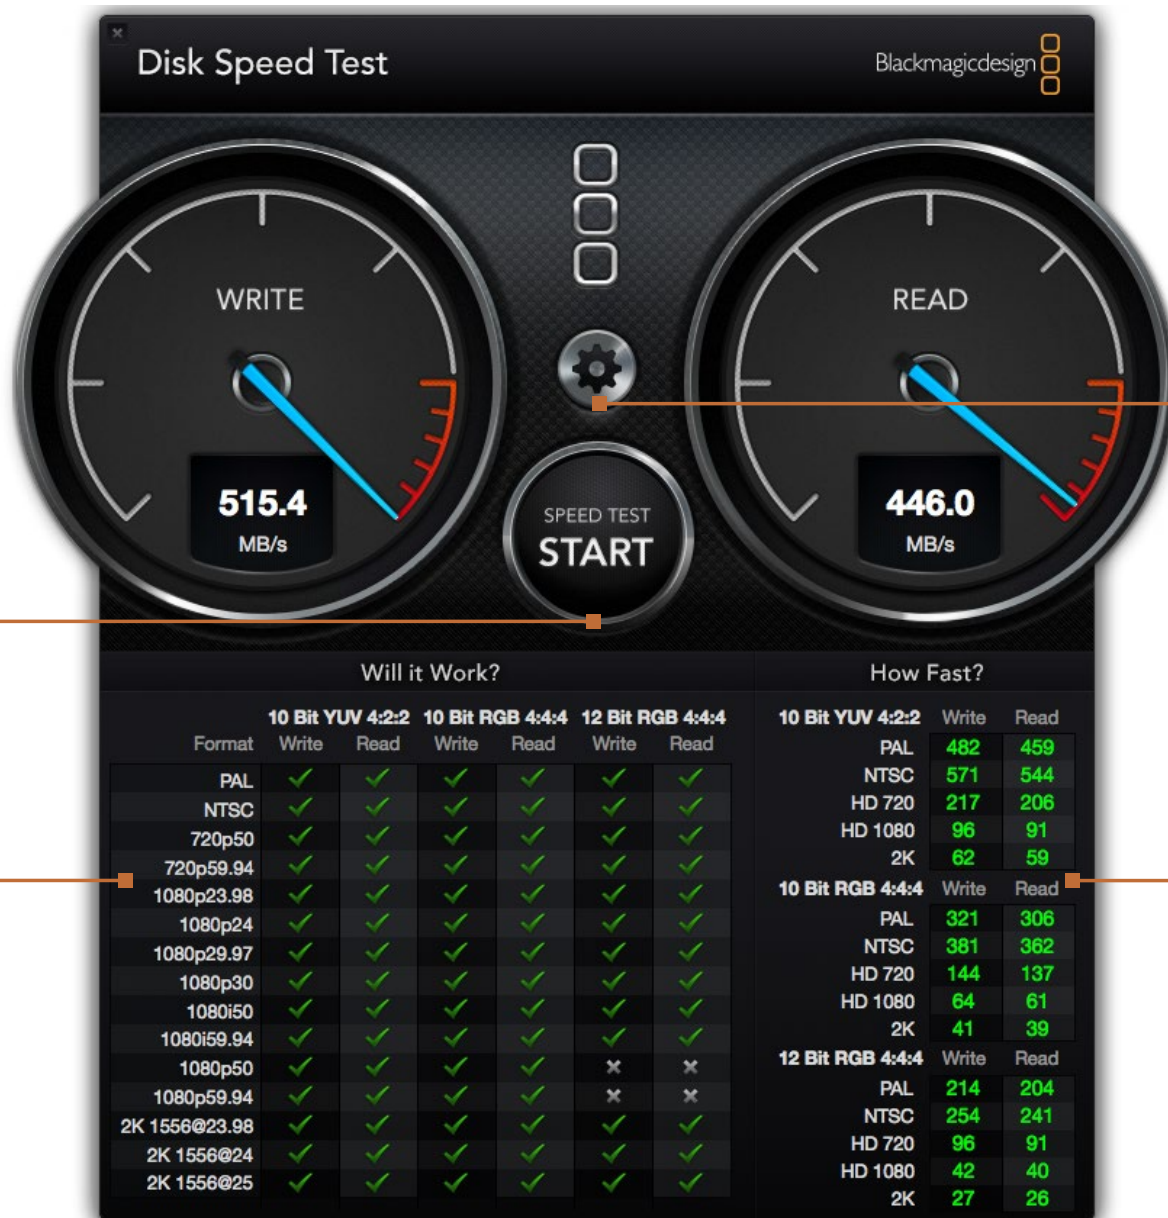 Disk Speed Test
Blackmagicdesign
WRITE
515.4
MB/s
READ
446.0
MB/s
SPEED TEST
START
Will it Work?
10 Bit YUV 4:2:2 10 Bit RGB 4:4:4 12 Bit RGB 4:4:4
Format Write Read Write Read Write Read
PAL
NTSC
720p50
720p59.94
1080p23.98
1080p24
1080p29.97
1080p30
1080i50
1080i59.94
1080p50
1080p59.94
2K 1556@23.98
2K 1556@24
2K 1556@25
How Fast?
10 Bit YUV 4:2:2 Write Read
PAL 482 459
NTSC 571 544
HD 720 217 206
HD 1080 96 91
2K 62 59
10 Bit RGB 4:4:4 Write Read
PAL 321 306
NTSC 381 362
HD 720 144 137
HD 1080 64 61
2K 41 39
12 Bit RGB 4:4:4 Write Read
PAL 214 204
NTSC 254 241
HD 720 96 91
HD 1080 42 40
2K 27 26